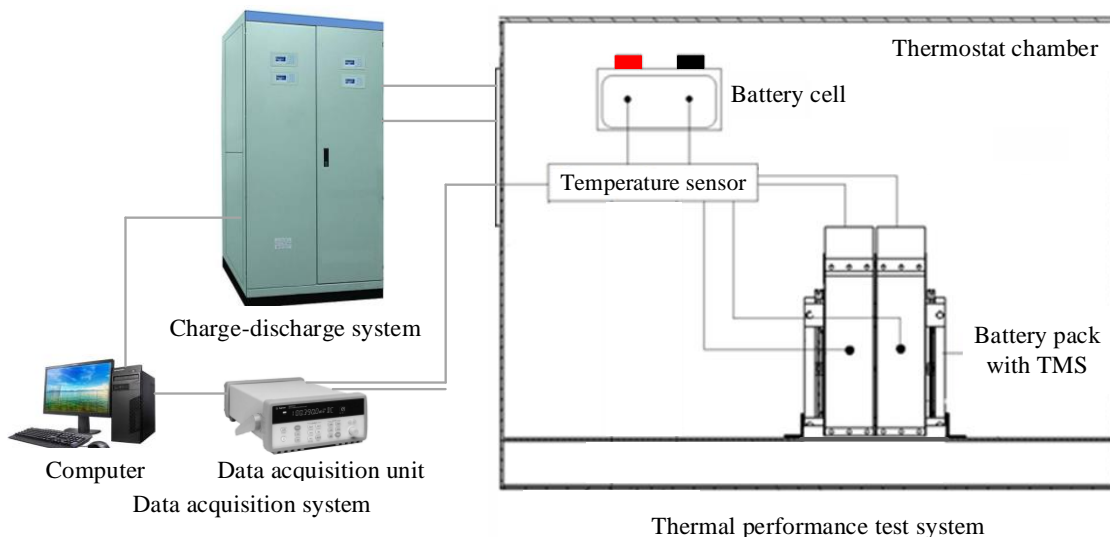 Thermostat chamber
Battery cell
Temperature sensor
Charge-discharge system
Battery pack
with TMS
Computer
Data acquisition unit
Data acquisition system
Thermal performance test system